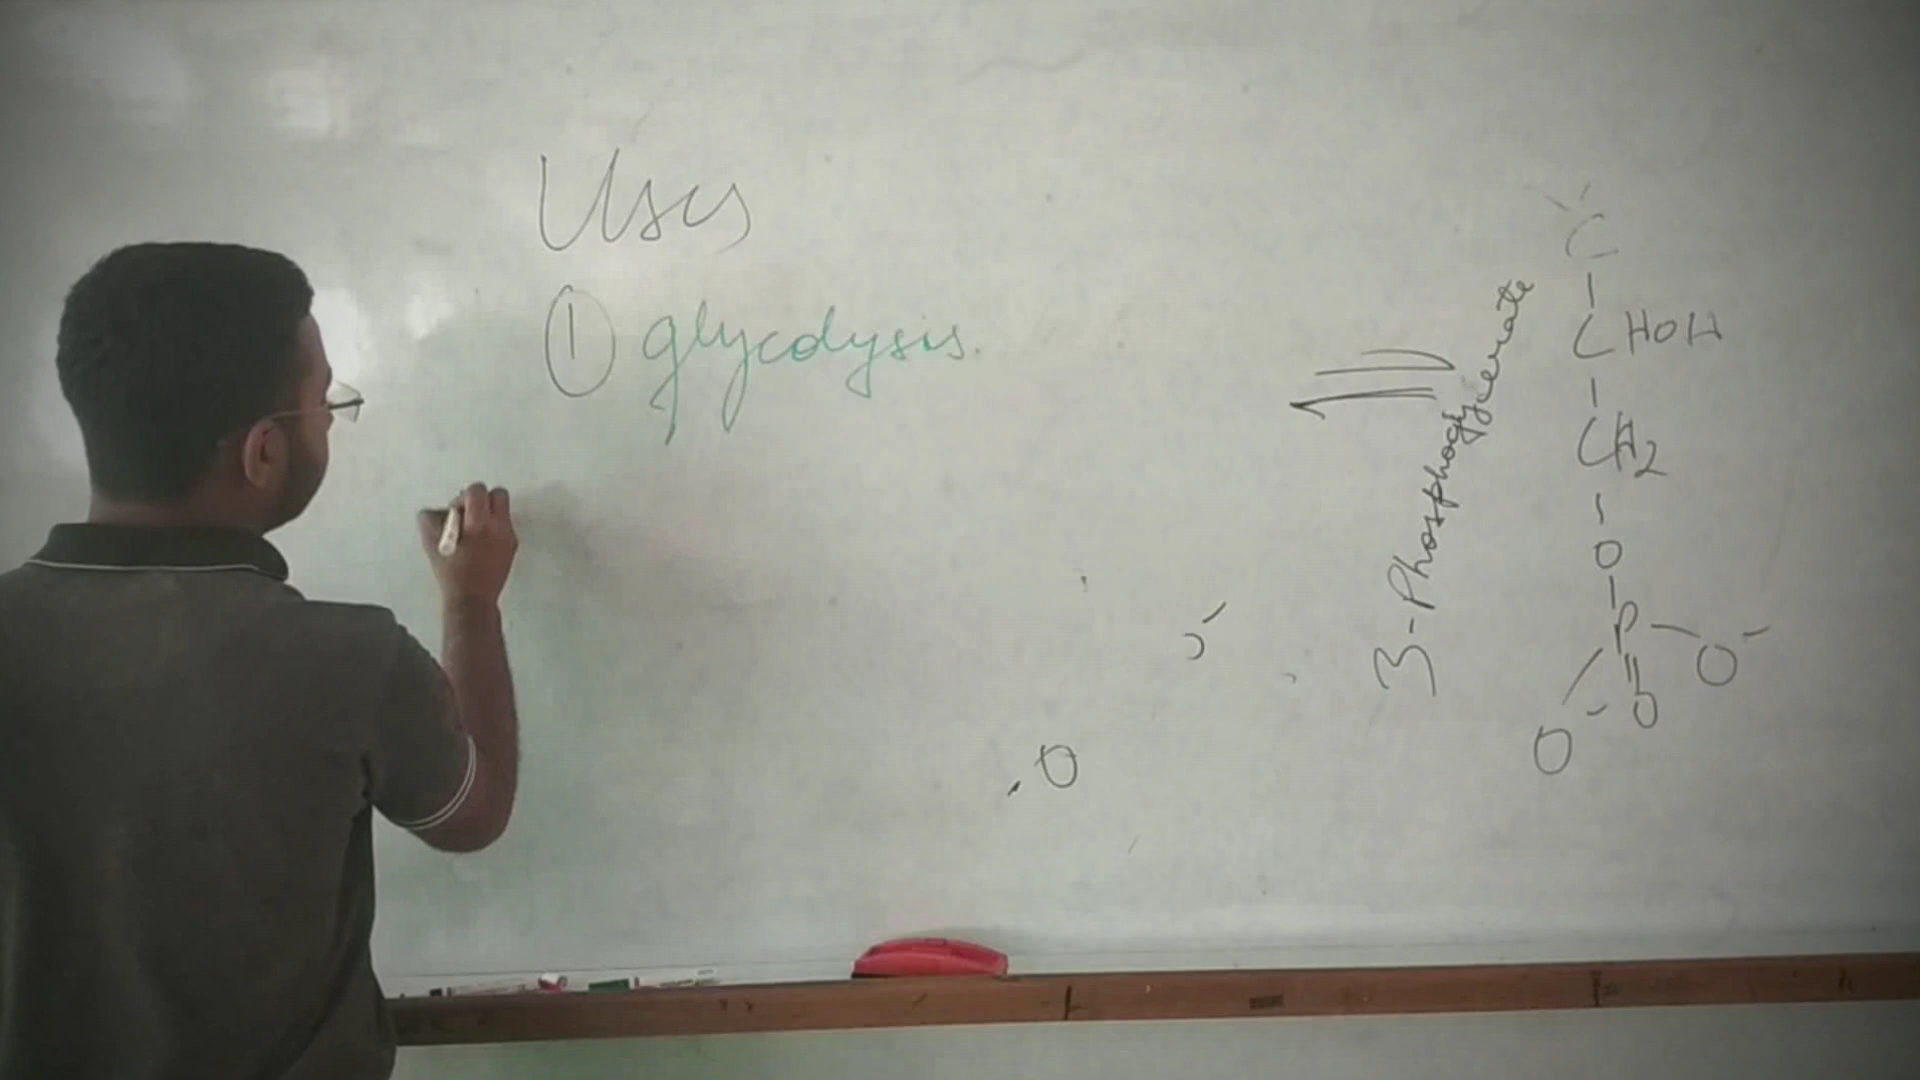 Uses
① glycolysis.
3-Phosphoglycerate
C
CHOH
CH2
O
P O-
O- O
O